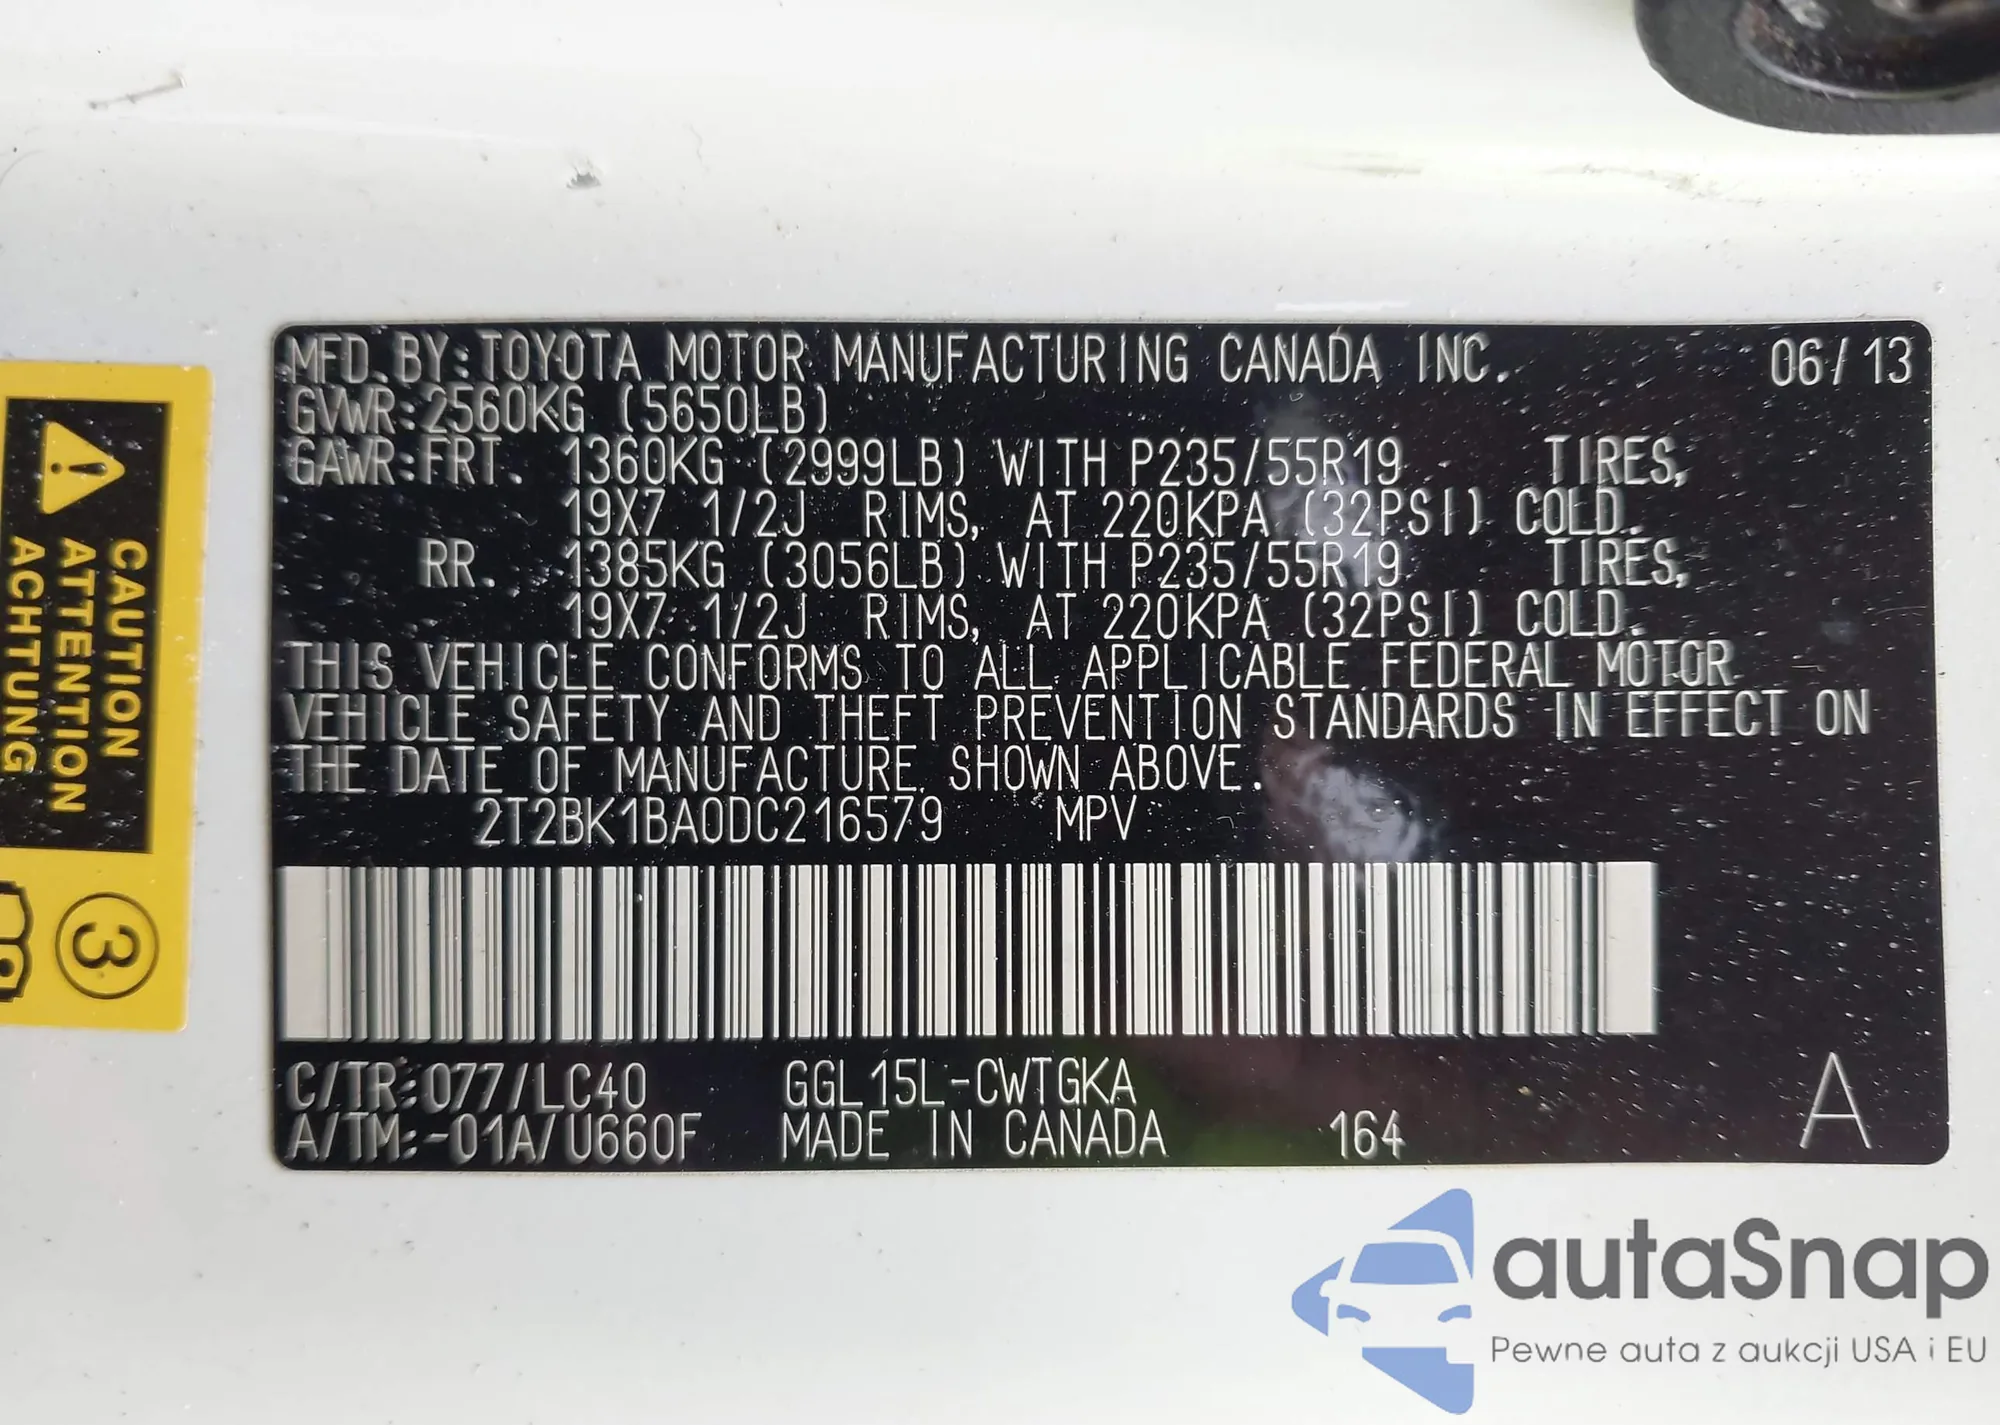 MFD. BY: TOYOTA MOTOR MANUFACTURING CANADA INC. 06/13
GVWR: 2560KG (5650LB)
GAWR: FRT. 1360KG (2999LB) WITH P235/55R19 TIRES,
19X7 1/2J RIMS, AT 220KPA (32PSI) COLD.
RR. 1385KG (3056LB) WITH P235/55R19 TIRES,
19X7 1/2J RIMS, AT 220KPA (32PSI) COLD.
THIS VEHICLE CONFORMS TO ALL APPLICABLE FEDERAL MOTOR
VEHICLE SAFETY AND THEFT PREVENTION STANDARDS IN EFFECT ON
THE DATE OF MANUFACTURE SHOWN ABOVE.
2T2BK1BA0DC216579 MPV
C/TR: 077/LC40 GGL15L-CWTGKA
A/TM: -01A/U660F MADE IN CANADA 164 A
CAUTION
ATTENTION
ACHTUNG
3
autaSnap
Pewne auta z aukcji USA i EU